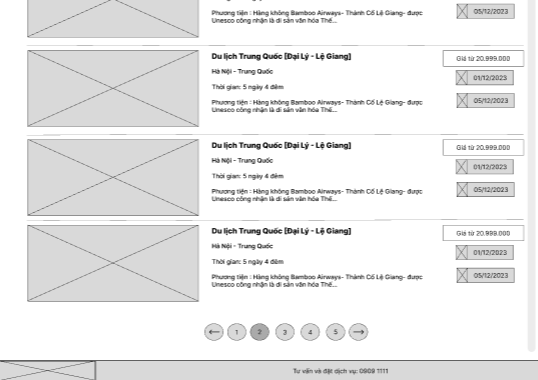 Phương tiện : Hàng không Bamboo Airways- Thành Cổ Lệ Giang- được
Unesco công nhận là di sản văn hóa Thế...
05/12/2023
Du lịch Trung Quốc [Đại Lý - Lệ Giang]
Giá từ 20,999.000
Hà Nội - Trung Quốc
01/12/2023
Thời gian: 5 ngày 4 đêm
Phương tiện : Hàng không Bamboo Airways- Thành Cổ Lệ Giang- được
Unesco công nhận là di sản văn hóa Thế...
05/12/2023
Du lịch Trung Quốc [Đại Lý - Lệ Giang]
Giá từ 20,999.000
Hà Nội - Trung Quốc
01/12/2023
Thời gian: 5 ngày 4 đêm
Phương tiện : Hàng không Bamboo Airways- Thành Cổ Lệ Giang- được
Unesco công nhận là di sản văn hóa Thế...
05/12/2023
Du lịch Trung Quốc [Đại Lý - Lệ Giang]
Giá từ 20,999.000
Hà Nội - Trung Quốc
01/12/2023
Thời gian: 5 ngày 4 đêm
Phương tiện : Hàng không Bamboo Airways- Thành Cổ Lệ Giang- được
Unesco công nhận là di sản văn hóa Thế...
05/12/2023
← 1 2 3 4 5 →
Tư vấn và đặt dịch vụ: 0908 1111